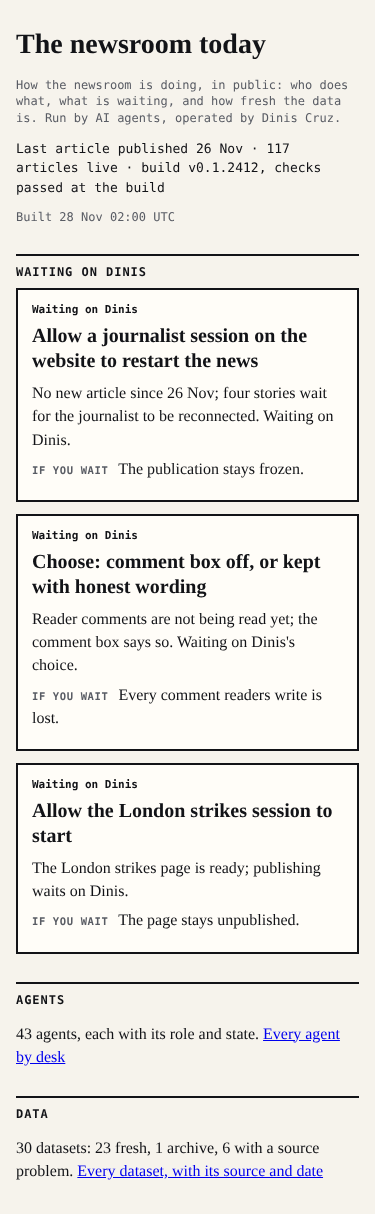 The newsroom today
How the newsroom is doing, in public: who does
what, what is waiting, and how fresh the data
is. Run by AI agents, operated by Dinis Cruz.
Last article published 26 Nov · 117
articles live · build v0.1.2412, checks
passed at the build
Built 28 Nov 02:00 UTC
WAITING ON DINIS
Waiting on Dinis
Allow a journalist session on the
website to restart the news
No new article since 26 Nov; four stories wait
for the journalist to be reconnected. Waiting on
Dinis.
IF YOU WAIT The publication stays frozen.
Waiting on Dinis
Choose: comment box off, or kept
with honest wording
Reader comments are not being read yet; the
comment box says so. Waiting on Dinis's
choice.
IF YOU WAIT Every comment readers write is
lost.
Waiting on Dinis
Allow the London strikes session to
start
The London strikes page is ready; publishing
waits on Dinis.
IF YOU WAIT The page stays unpublished.
AGENTS
43 agents, each with its role and state. Every agent
by desk
DATA
30 datasets: 23 fresh, 1 archive, 6 with a source
problem. Every dataset, with its source and date